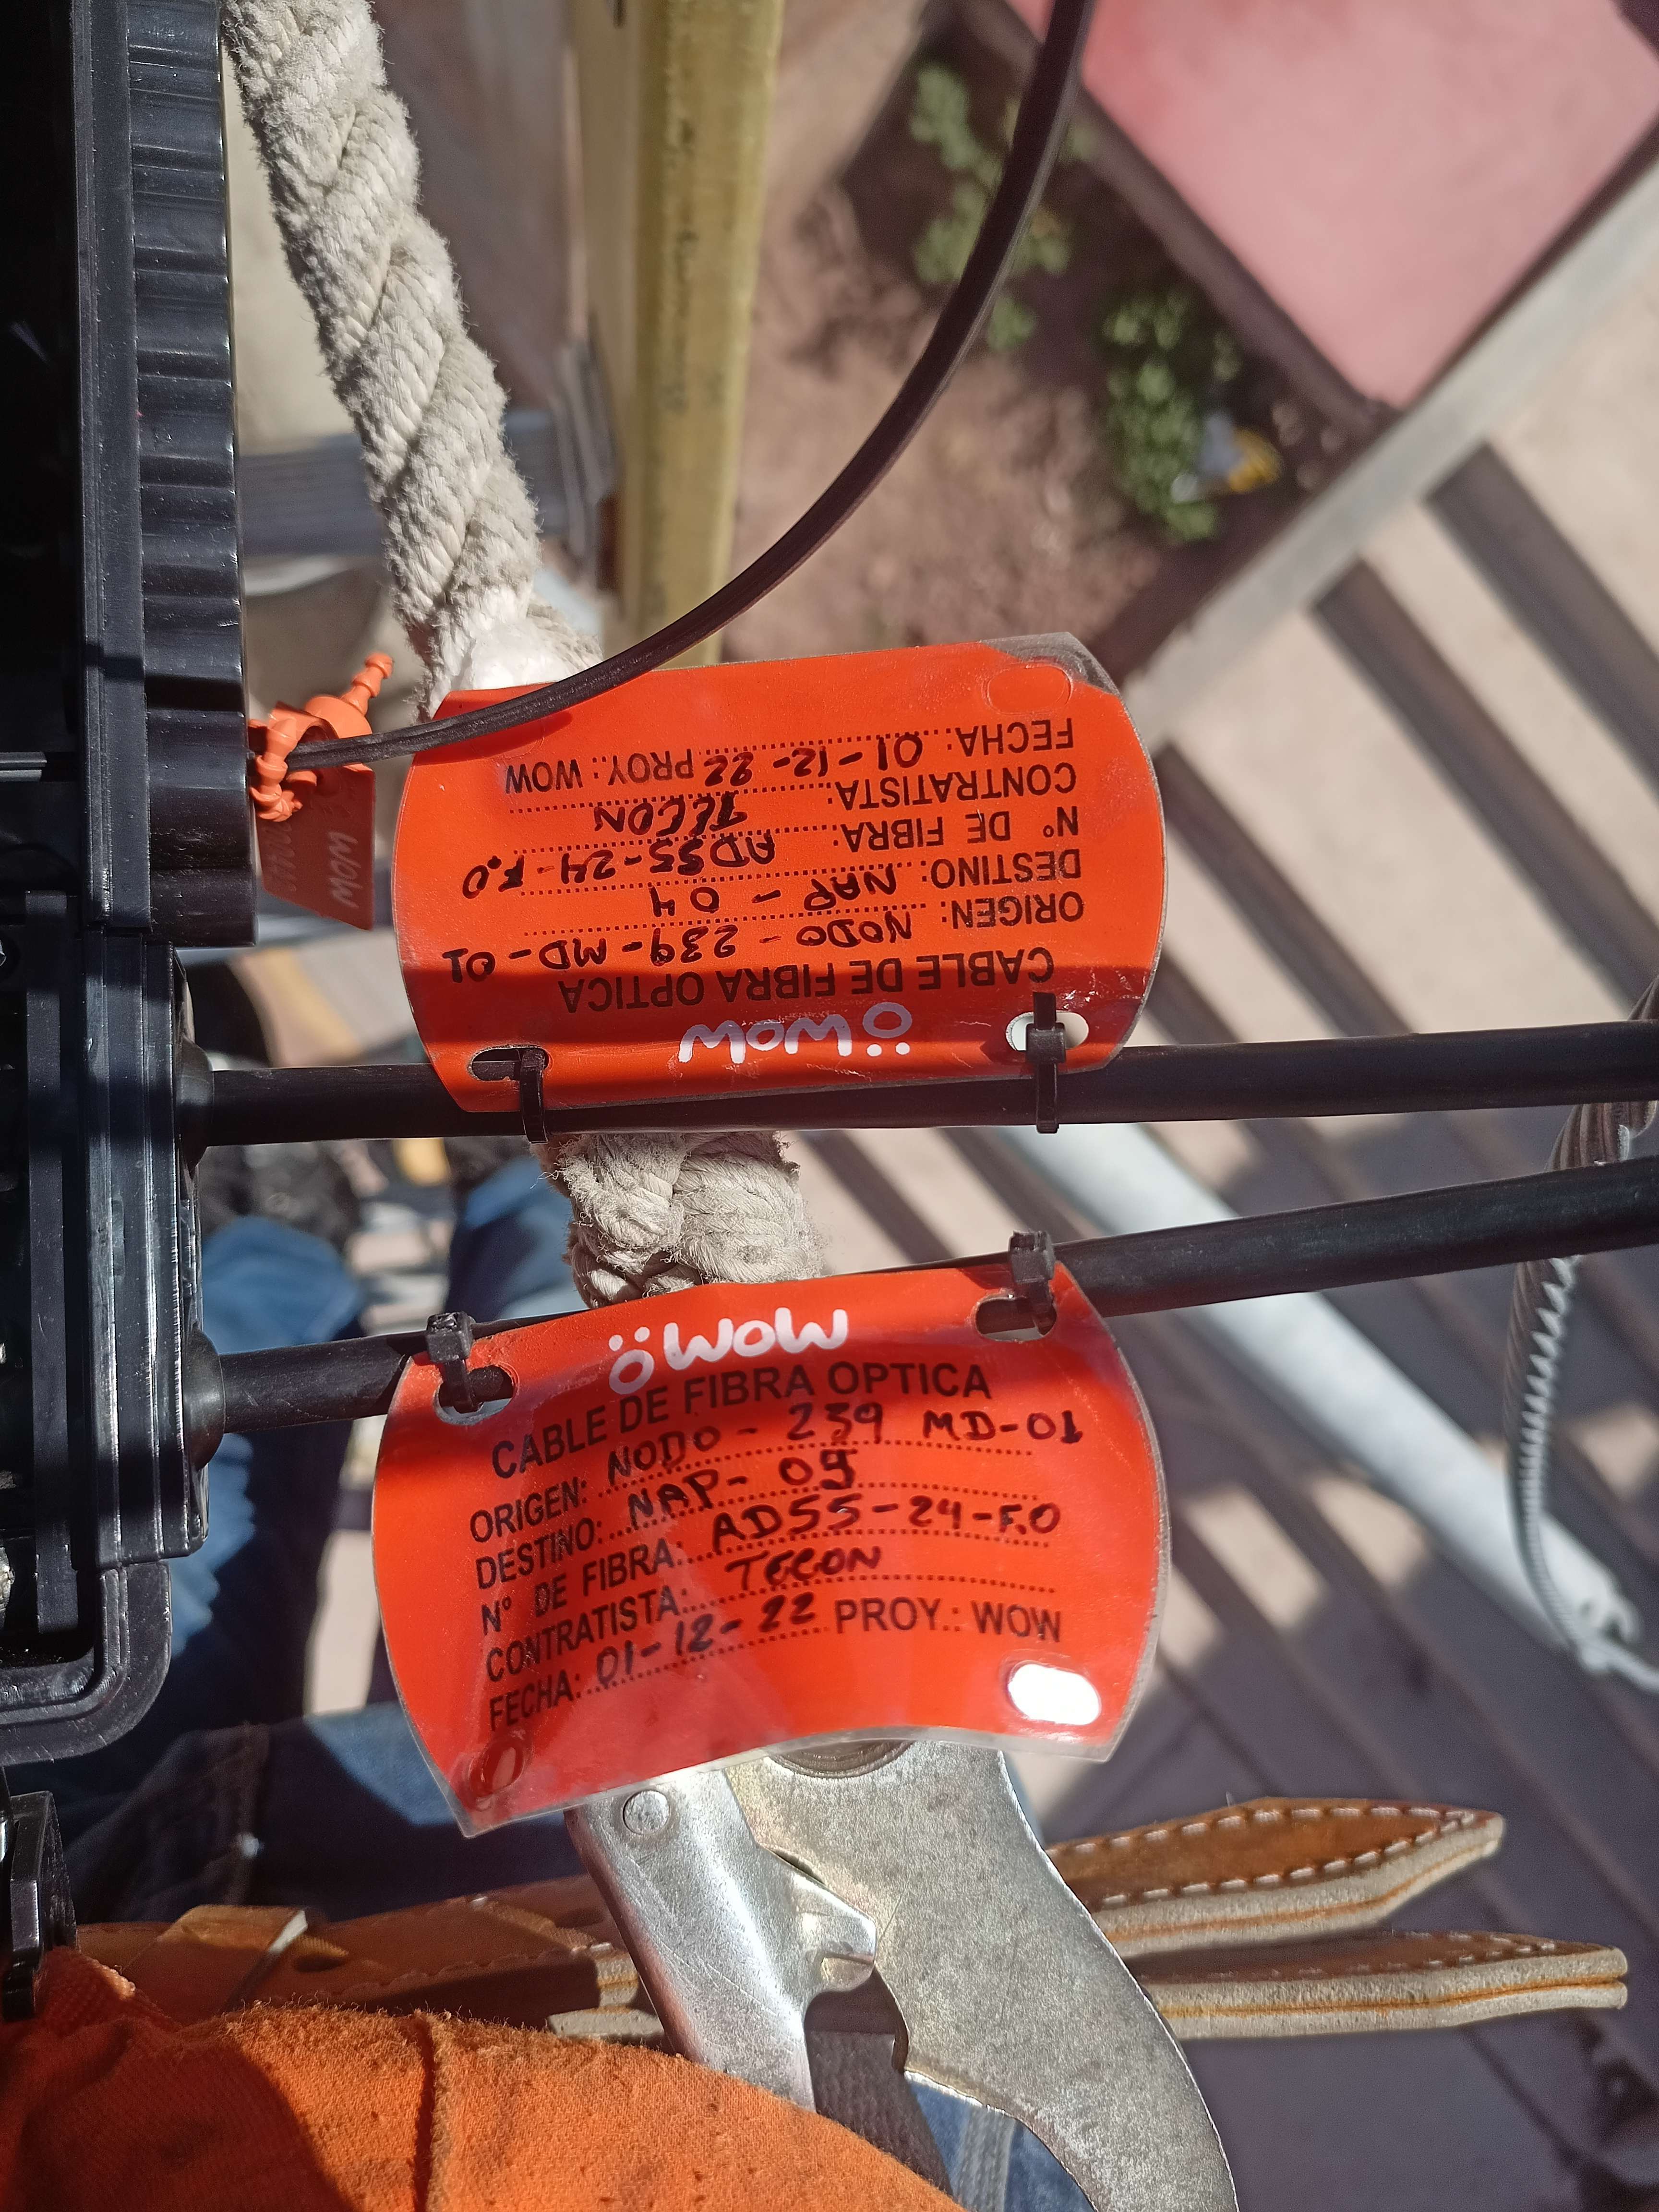 wow
CABLE DE FIBRA OPTICA
ORIGEN: NODO - 239 - MD - 01
DESTINO: NAP - 04
N° DE FIBRA: ADSS-24-F.O
CONTRATISTA: TECON
FECHA: 01-12-22 PROY.: WOW
WOW
wow
CABLE DE FIBRA OPTICA
ORIGEN: NODO - 239 MD-01
DESTINO: NAP- 05
N° DE FIBRA: ADSS-24-F.O
CONTRATISTA: TECON
FECHA: 01-12-22 PROY.: WOW